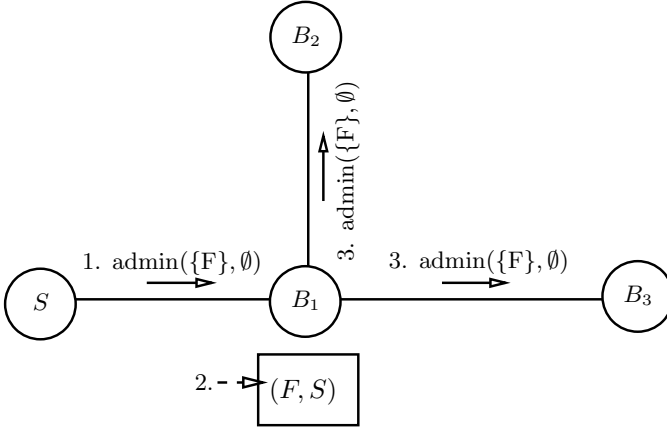 B₂
3. admin({F}, ∅)
1. admin({F}, ∅)
3. admin({F}, ∅)
S
B₁
B₃
2.
(F, S)